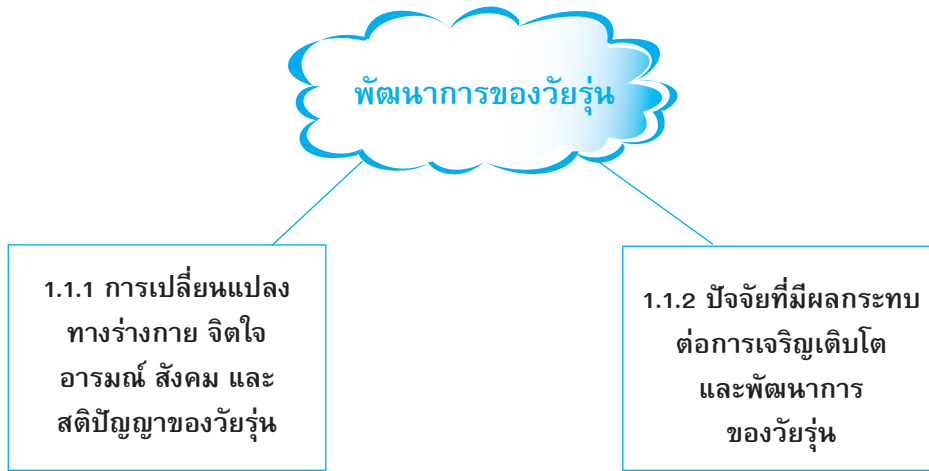 พัฒนาการของวัยรุ่น
1.1.1 การเปลี่ยนแปลง
ทางร่างกาย จิตใจ
อารมณ์ สังคม และ
สติปัญญาของวัยรุ่น
1.1.2 ปัจจัยที่มีผลกระทบ
ต่อการเจริญเติบโต
และพัฒนาการ
ของวัยรุ่น